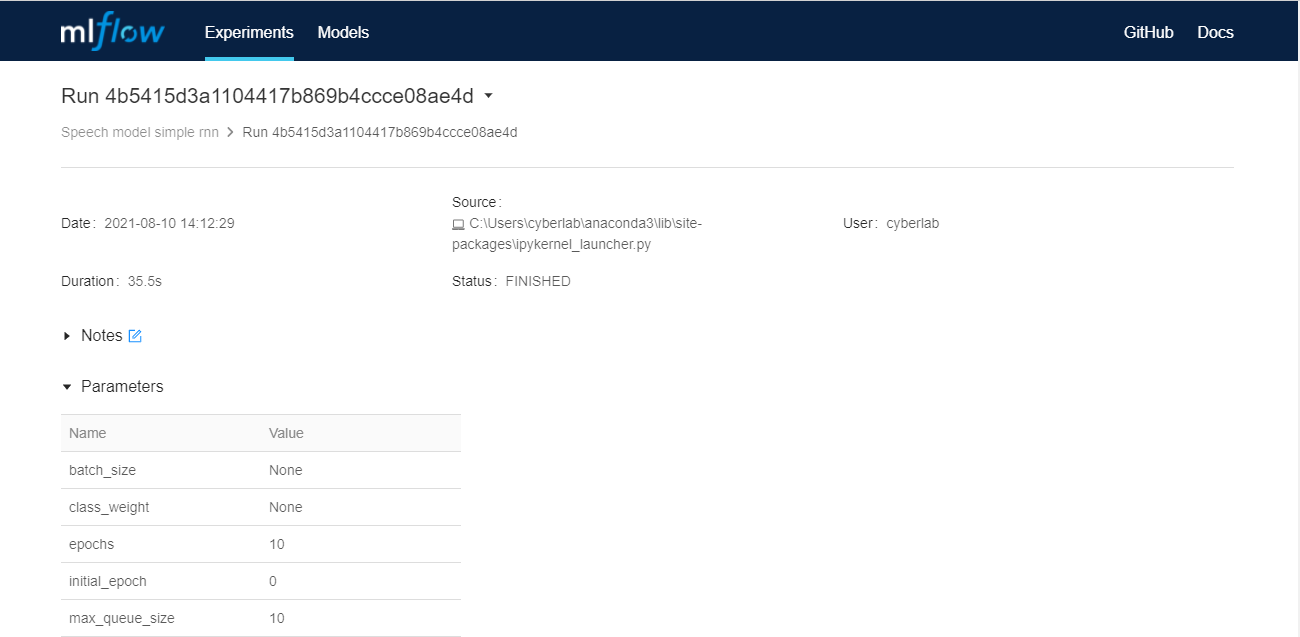 mlflow Experiments Models GitHub Docs
Run 4b5415d3a1104417b869b4ccce08ae4d
Speech model simple rnn > Run 4b5415d3a1104417b869b4ccce08ae4d
Date: 2021-08-10 14:12:29
Source:
C:\Users\cyberlab\anaconda3\lib\site-
packages\ipykernel_launcher.py
User: cyberlab
Duration: 35.5s
Status: FINISHED
Notes
Parameters
Name Value
batch_size None
class_weight None
epochs 10
initial_epoch 0
max_queue_size 10